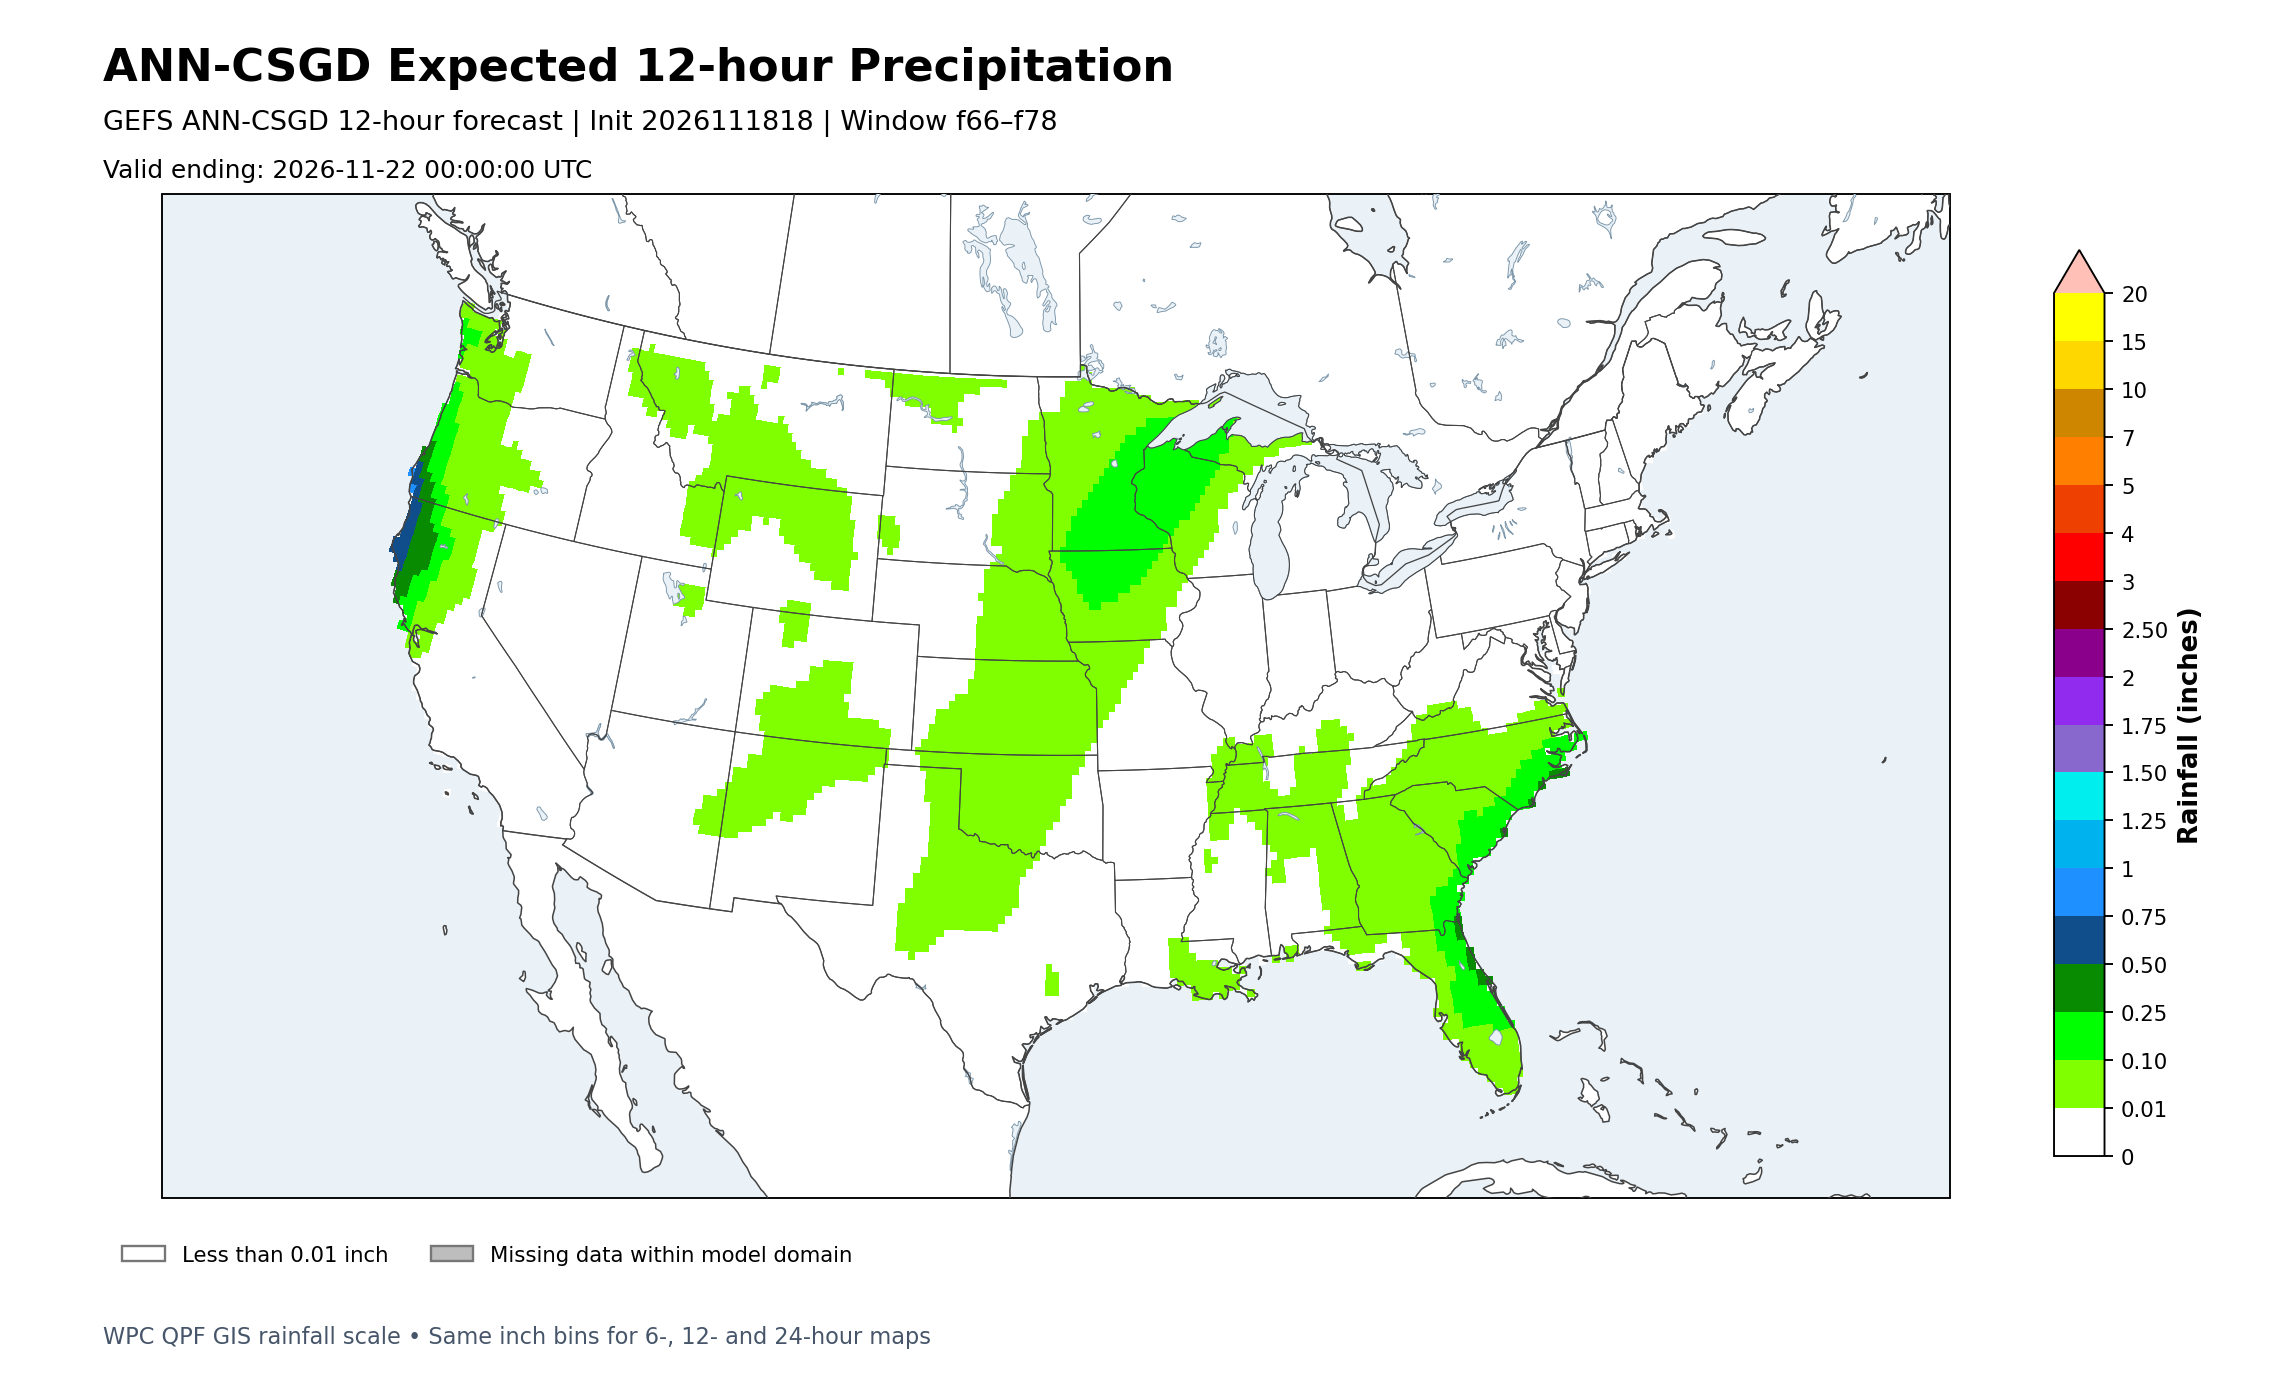 ANN-CSGD Expected 12-hour Precipitation
GEFS ANN-CSGD 12-hour forecast | Init 2026111818 | Window f66–f78
Valid ending: 2026-11-22 00:00:00 UTC
20
15
10
7
5
4
3
2.50
2
1.75
1.50
1.25
1
0.75
0.50
0.25
0.10
0.01
0
Rainfall (inches)
Less than 0.01 inch
Missing data within model domain
WPC QPF GIS rainfall scale • Same inch bins for 6-, 12- and 24-hour maps